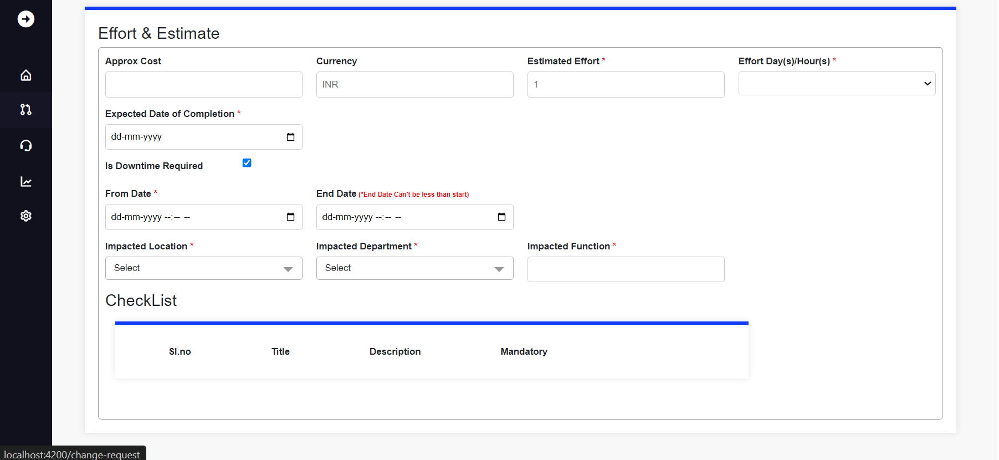 Effort & Estimate
Approx Cost Currency Estimated Effort * Effort Day(s)/Hour(s) *
INR 1
Expected Date of Completion *
dd-mm-yyyy
Is Downtime Required
From Date * End Date (*End Date Can't be less than start)
dd-mm-yyyy --:-- -- dd-mm-yyyy --:-- --
Impacted Location * Impacted Department * Impacted Function *
Select Select
CheckList
Sl.no Title Description Mandatory
localhost:4200/change-request